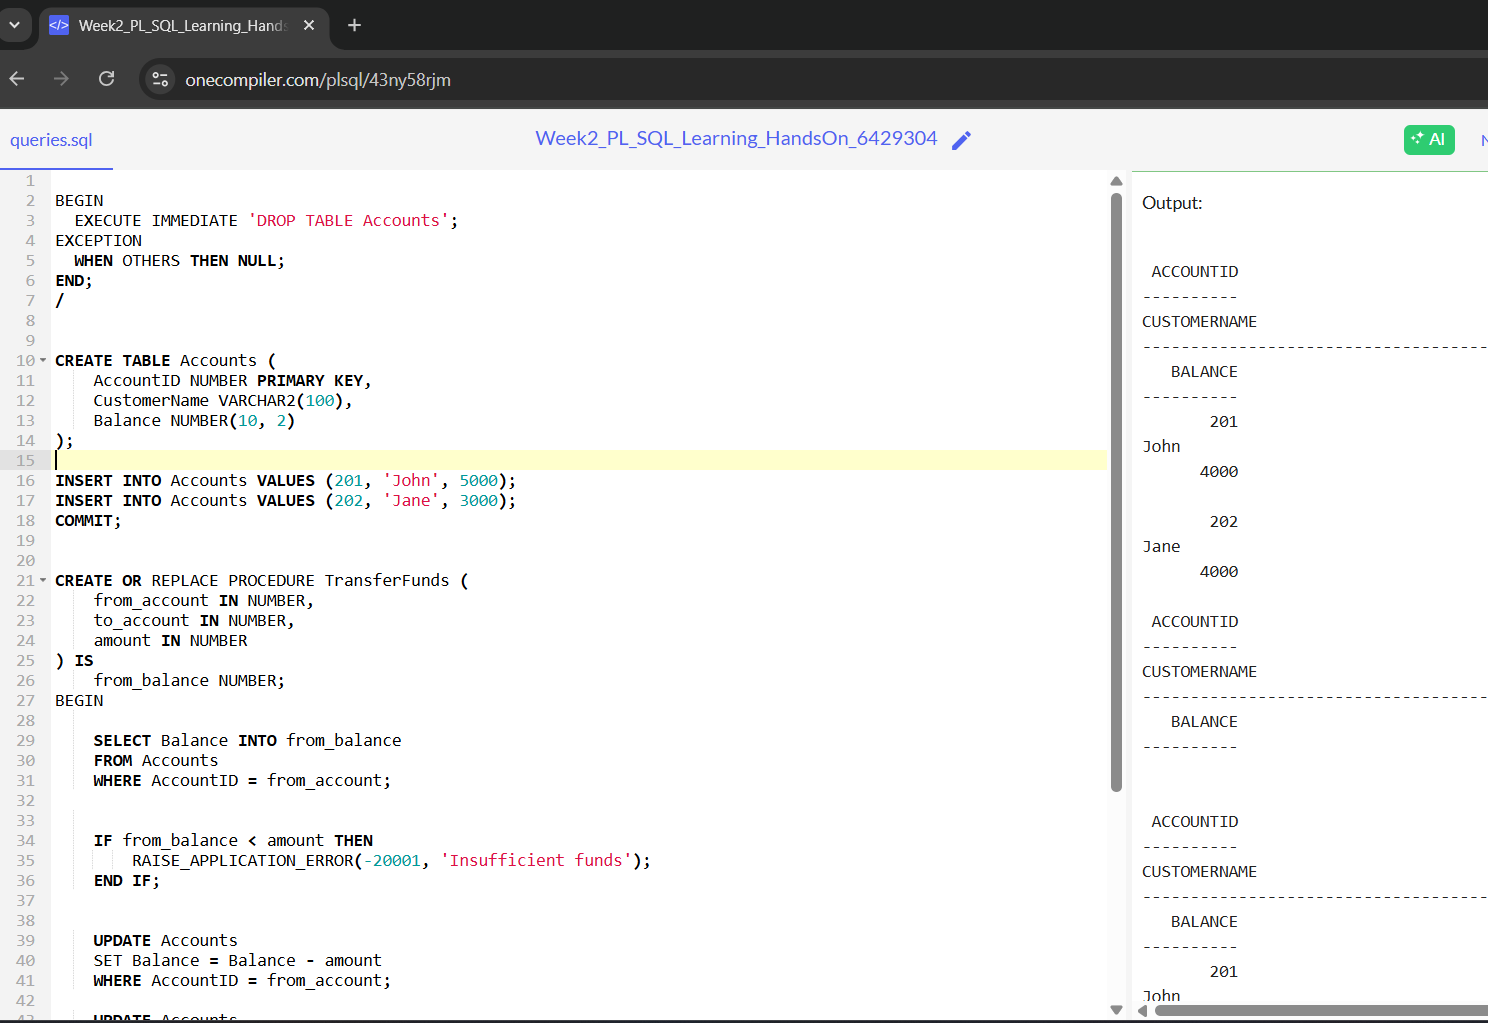 Week2_PL_SQL_Learning_Hands
onecompiler.com/plsql/43ny58rjm
queries.sql
Week2_PL_SQL_Learning_HandsOn_6429304
AI
1
2 BEGIN
3 EXECUTE IMMEDIATE 'DROP TABLE Accounts';
4 EXCEPTION
5 WHEN OTHERS THEN NULL;
6 END;
7 /
8
9
10 CREATE TABLE Accounts (
11 AccountID NUMBER PRIMARY KEY,
12 CustomerName VARCHAR2(100),
13 Balance NUMBER(10, 2)
14 );
15
16 INSERT INTO Accounts VALUES (201, 'John', 5000);
17 INSERT INTO Accounts VALUES (202, 'Jane', 3000);
18 COMMIT;
19
20
21 CREATE OR REPLACE PROCEDURE TransferFunds (
22 from_account IN NUMBER,
23 to_account IN NUMBER,
24 amount IN NUMBER
25 ) IS
26 from_balance NUMBER;
27 BEGIN
28
29 SELECT Balance INTO from_balance
30 FROM Accounts
31 WHERE AccountID = from_account;
32
33
34 IF from_balance < amount THEN
35 RAISE_APPLICATION_ERROR(-20001, 'Insufficient funds');
36 END IF;
37
38
39 UPDATE Accounts
40 SET Balance = Balance - amount
41 WHERE AccountID = from_account;
42
43 UPDATE Accounts
Output:
ACCOUNTID
----------
CUSTOMERNAME
------------------------------------
BALANCE
----------
201
John
4000
202
Jane
4000
ACCOUNTID
----------
CUSTOMERNAME
------------------------------------
BALANCE
----------
ACCOUNTID
----------
CUSTOMERNAME
------------------------------------
BALANCE
----------
201
John